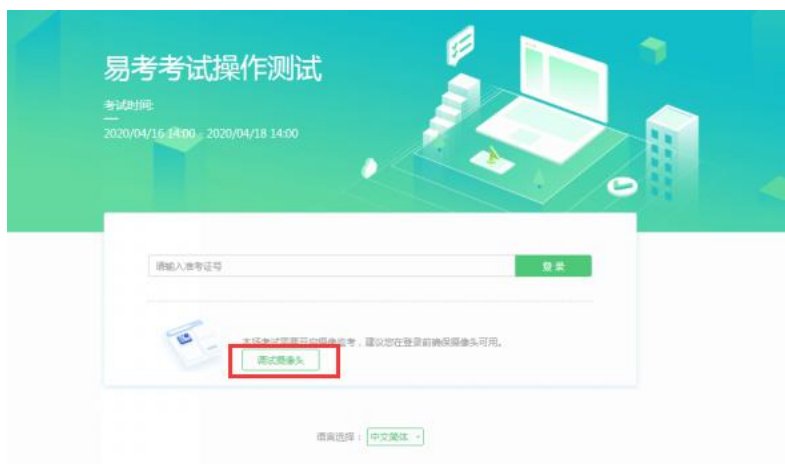 易考考试操作测试
考试时间:
2020/04/16 14:00 - 2020/04/18 14:00
请输入准考证号
登录
本场考试需要开启摄像监考，建议您在登录前确保摄像头可用。
调试摄像头
语言选择： 中文简体